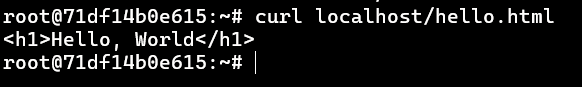 root@71df14b0e615:~# curl localhost/hello.html
<h1>Hello, World</h1>
root@71df14b0e615:~#